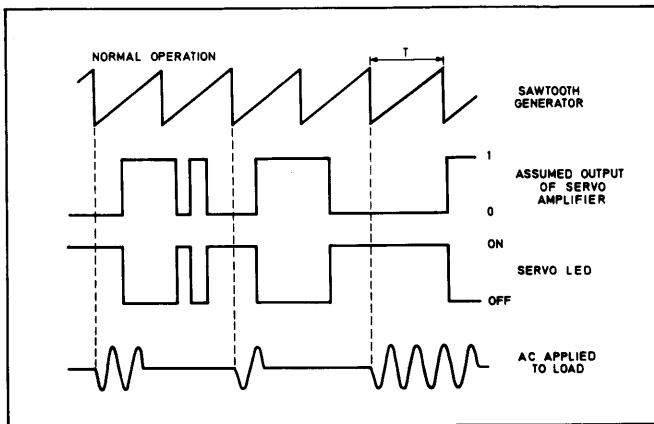 NORMAL OPERATION
T
SAWTOOTH
GENERATOR
1
ASSUMED OUTPUT
OF SERVO
AMPLIFIER
0
ON
SERVO LED
OFF
AC APPLIED
TO LOAD